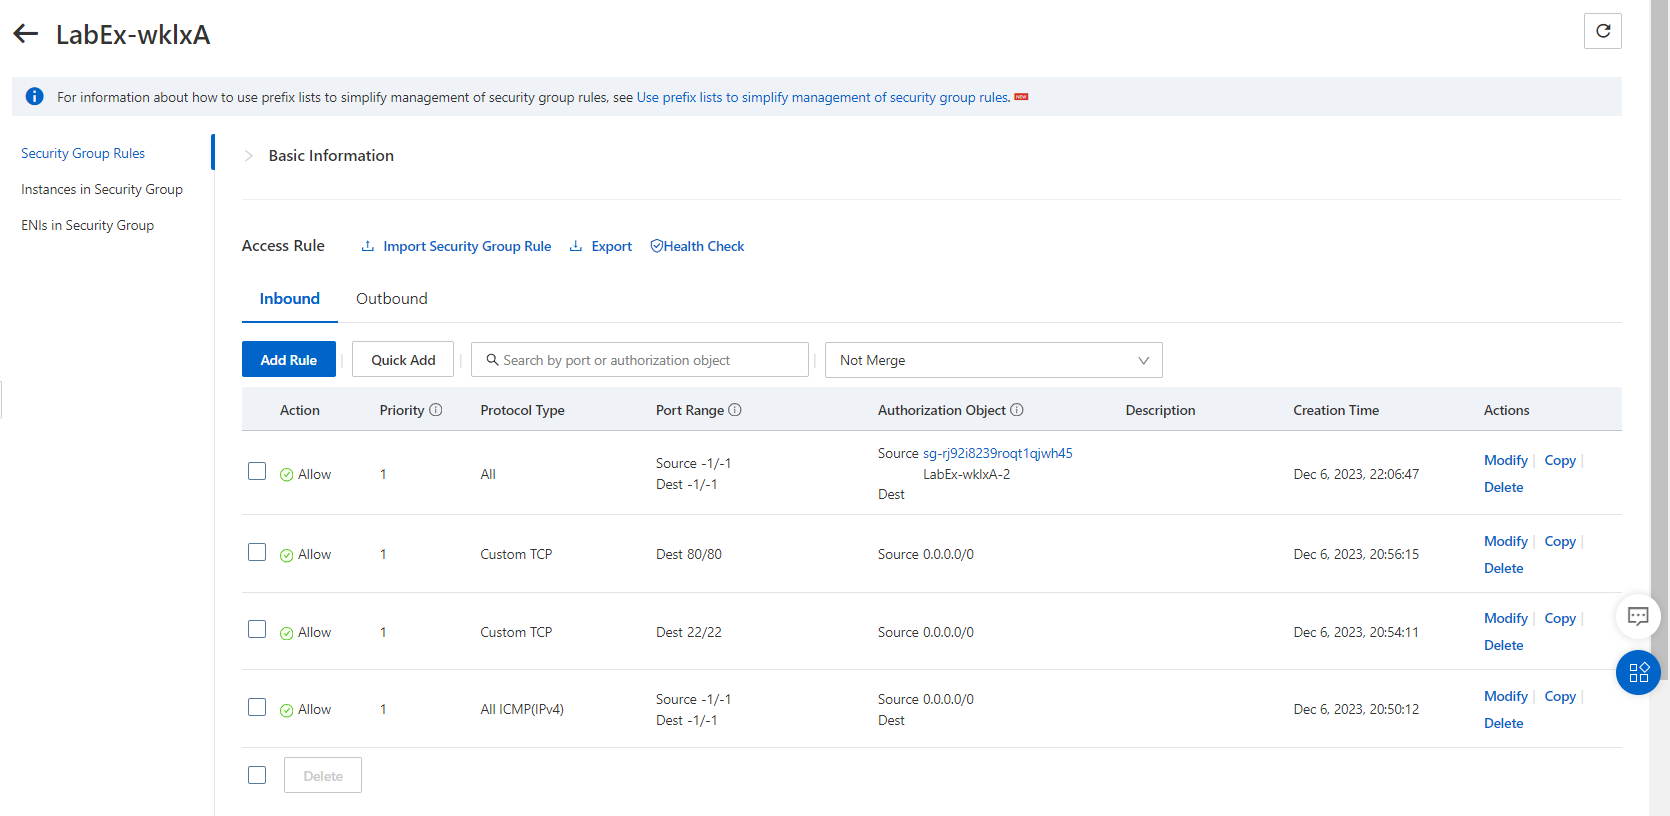 LabEx-wklxA
For information about how to use prefix lists to simplify management of security group rules, see Use prefix lists to simplify management of security group rules. NEW
Security Group Rules
Instances in Security Group
ENIs in Security Group
Basic Information
Access Rule Import Security Group Rule Export Health Check
Inbound Outbound
Add Rule Quick Add Search by port or authorization object Not Merge
Action Priority Protocol Type Port Range Authorization Object Description Creation Time Actions
Allow 1 All Source -1/-1 Dest -1/-1 Source sg-rj92i8239roqt1qjwh45 LabEx-wklxA-2 Dest Dec 6, 2023, 22:06:47 Modify Copy Delete
Allow 1 Custom TCP Dest 80/80 Source 0.0.0.0/0 Dec 6, 2023, 20:56:15 Modify Copy Delete
Allow 1 Custom TCP Dest 22/22 Source 0.0.0.0/0 Dec 6, 2023, 20:54:11 Modify Copy Delete
Allow 1 All ICMP(IPv4) Source -1/-1 Dest -1/-1 Source 0.0.0.0/0 Dest Dec 6, 2023, 20:50:12 Modify Copy Delete
Delete